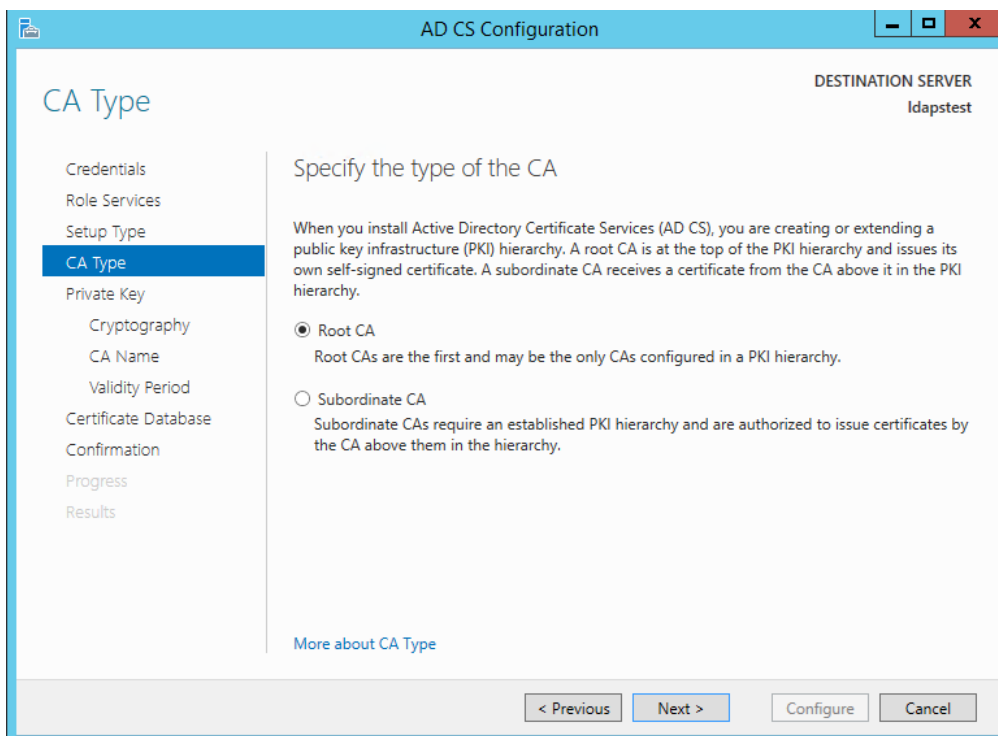 AD CS Configuration
CA Type
DESTINATION SERVER
ldapstest
Credentials
Role Services
Setup Type
CA Type
Private Key
Cryptography
CA Name
Validity Period
Certificate Database
Confirmation
Progress
Results
Specify the type of the CA
When you install Active Directory Certificate Services (AD CS), you are creating or extending a
public key infrastructure (PKI) hierarchy. A root CA is at the top of the PKI hierarchy and issues its
own self-signed certificate. A subordinate CA receives a certificate from the CA above it in the PKI
hierarchy.
Root CA
Root CAs are the first and may be the only CAs configured in a PKI hierarchy.
Subordinate CA
Subordinate CAs require an established PKI hierarchy and are authorized to issue certificates by
the CA above them in the hierarchy.
More about CA Type
< Previous
Next >
Configure
Cancel